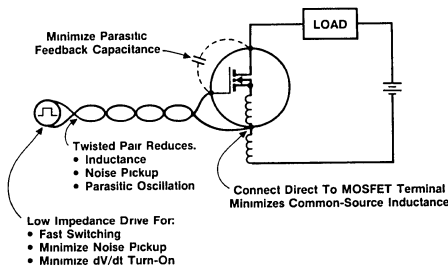 Minimize Parasitic
Feedback Capacitance
LOAD
Twisted Pair Reduces.
• Inductance
• Noise Pickup
• Parasitic Oscillation
Connect Direct To MOSFET Terminal
Minimizes Common-Source Inductance
Low Impedance Drive For:
• Fast Switching
• Minimize Noise Pickup
• Minimize dV/dt Turn-On